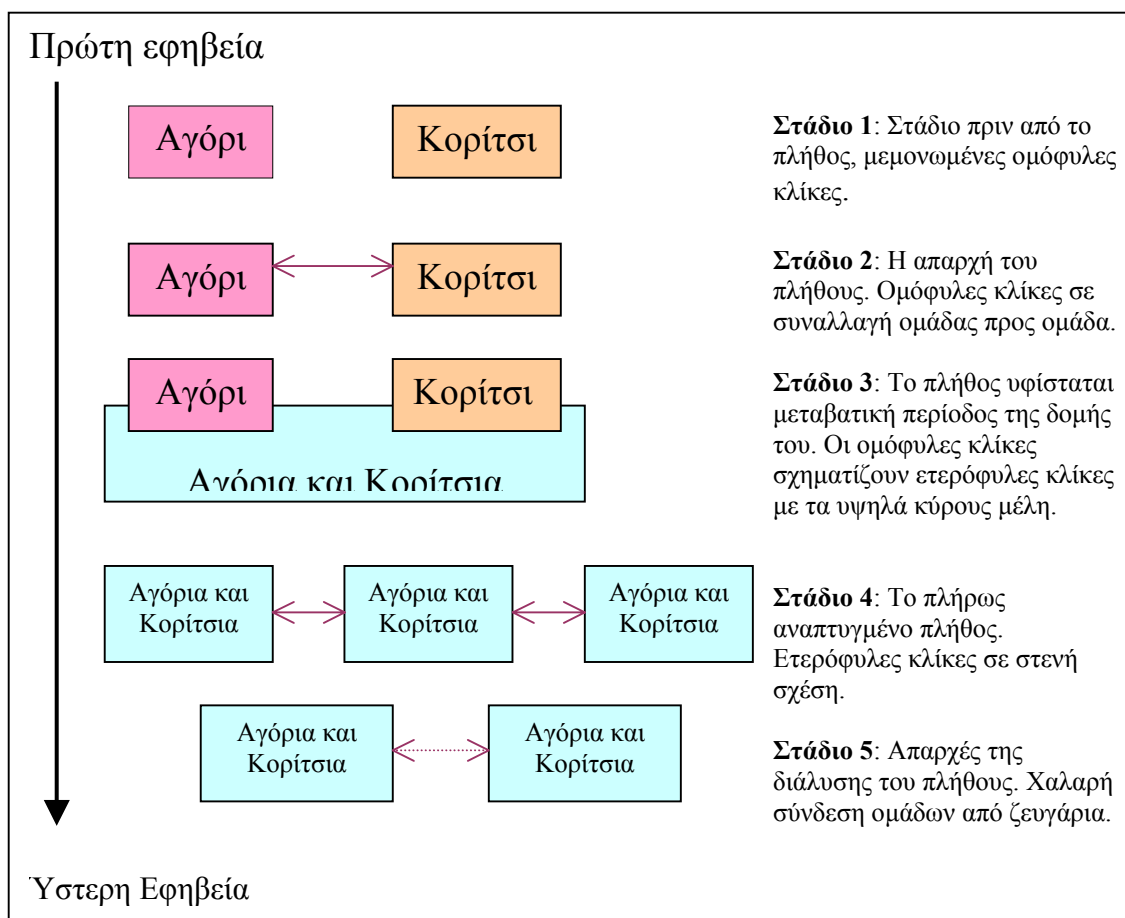 Πρώτη εφηβεία
Αγόρι
Κορίτσι
Στάδιο 1: Στάδιο πριν από το
πλήθος, μεμονωμένες ομόφυλες
κλίκες.
Αγόρι
Κορίτσι
Στάδιο 2: Η απαρχή του
πλήθους. Ομόφυλες κλίκες σε
συναλλαγή ομάδας προς ομάδα.
Αγόρι
Κορίτσι
Αγόρια και Κορίτσια
Στάδιο 3: Το πλήθος υφίσταται
μεταβατική περίοδος της δομής
του. Οι ομόφυλες κλίκες
σχηματίζουν ετερόφυλες κλίκες
με τα υψηλά κύρους μέλη.
Αγόρια και
Κορίτσια
Αγόρια και
Κορίτσια
Αγόρια και
Κορίτσια
Στάδιο 4: Το πλήρως
αναπτυγμένο πλήθος.
Ετερόφυλες κλίκες σε στενή
σχέση.
Αγόρια και
Κορίτσια
Αγόρια και
Κορίτσια
Στάδιο 5: Απαρχές της
διάλυσης του πλήθους. Χαλαρή
σύνδεση ομάδων από ζευγάρια.
Ύστερη Εφηβεία